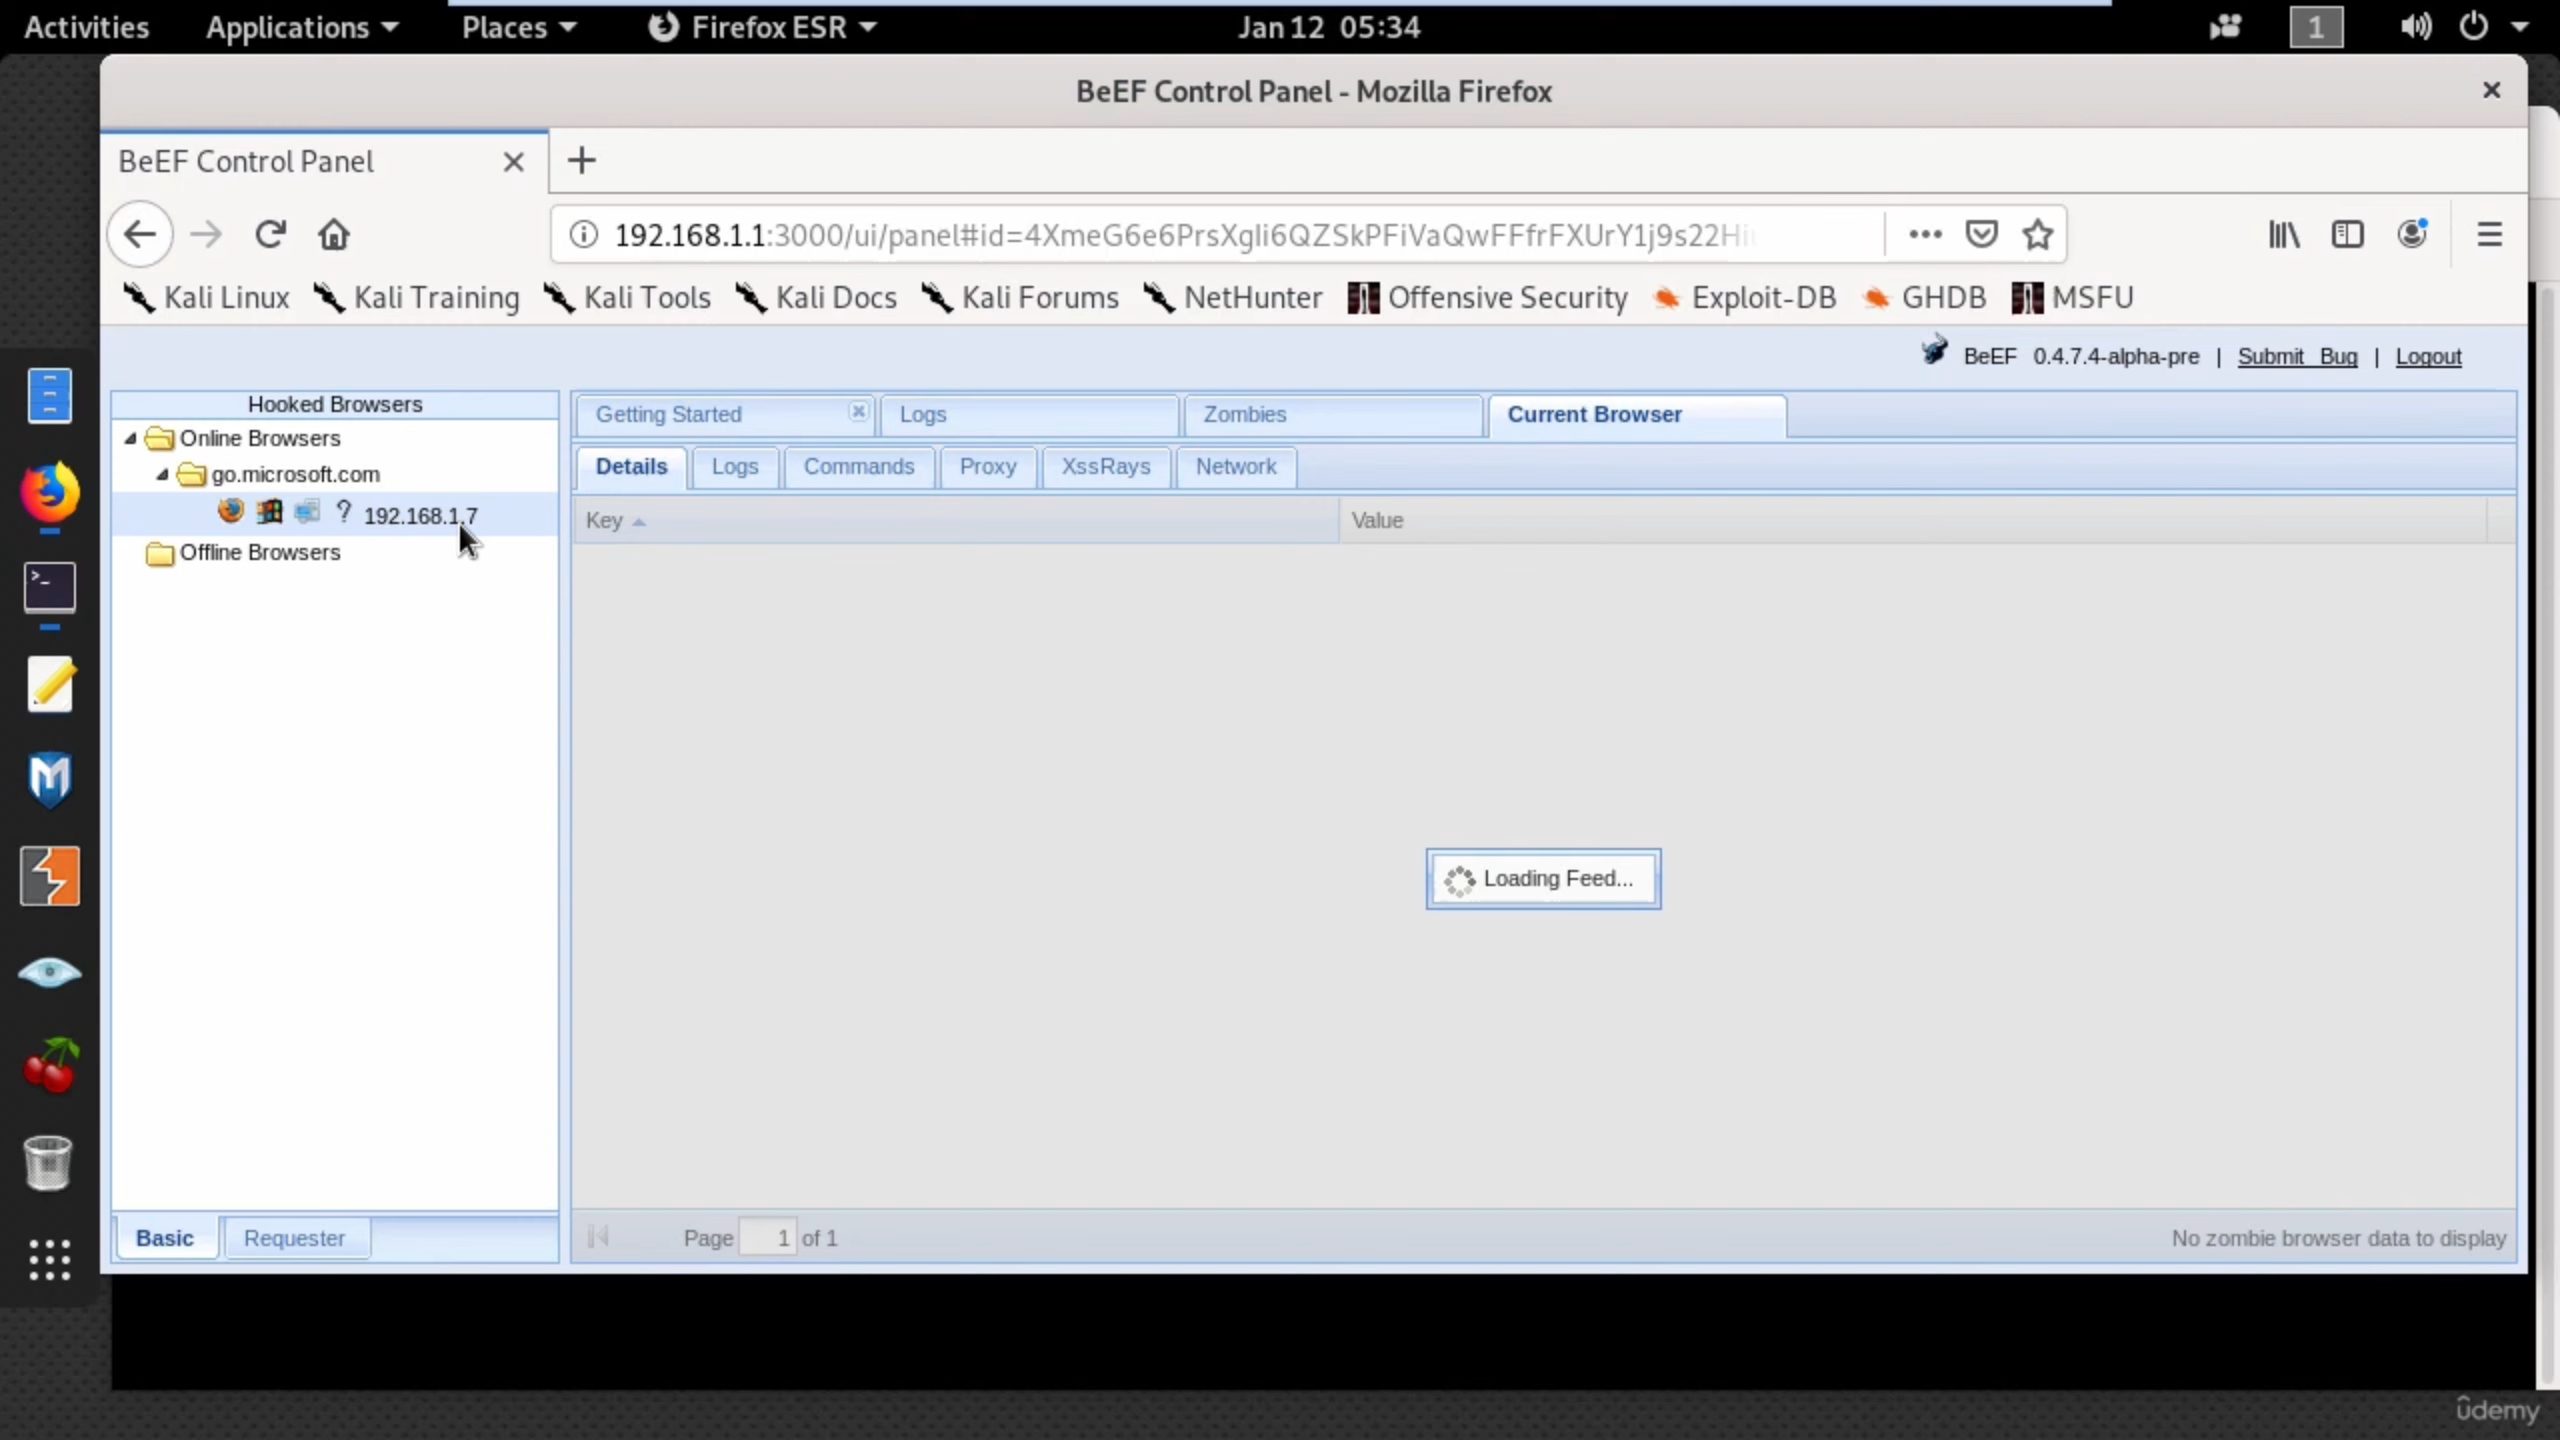 Activities Applications Places Firefox ESR Jan 12 05:34 1
BeEF Control Panel - Mozilla Firefox
BeEF Control Panel
192.168.1.1:3000/ui/panel#id=4XmeG6e6PrsXgIi6QZSkPFiVaQwFFfrFXUrY1j9s22Hi
Kali Linux Kali Training Kali Tools Kali Docs Kali Forums NetHunter Offensive Security Exploit-DB GHDB MSFU
BeEF 0.4.7.4-alpha-pre | Submit Bug | Logout
Hooked Browsers
Online Browsers
go.microsoft.com
? 192.168.1.7
Offline Browsers
Basic Requester
Getting Started Logs Zombies Current Browser
Details Logs Commands Proxy XssRays Network
Key Value
Loading Feed...
Page 1 of 1 No zombie browser data to display
ûdemy